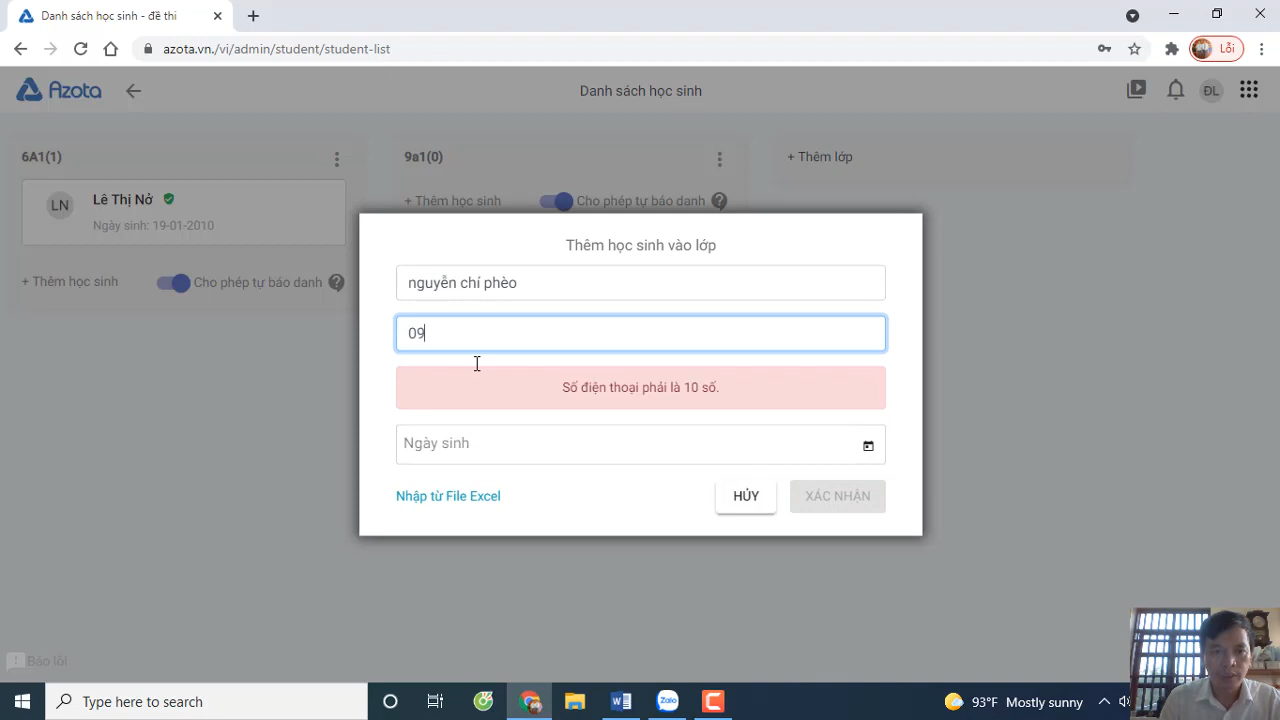 Danh sách học sinh - đề thi
azota.vn./vi/admin/student/student-list
Lỗi
Azota
Danh sách học sinh
ĐL
6A1(1)
9a1(0)
+ Thêm lớp
LN
Lê Thị Nở
Ngày sinh: 19-01-2010
+ Thêm học sinh
Cho phép tự báo danh
+ Thêm học sinh
Cho phép tự báo danh
Thêm học sinh vào lớp
nguyễn chí phèo
09
Số điện thoại phải là 10 số.
Ngày sinh
Nhập từ File Excel
HỦY
XÁC NHẬN
Báo lỗi
Type here to search
Zalo
93°F Mostly sunny